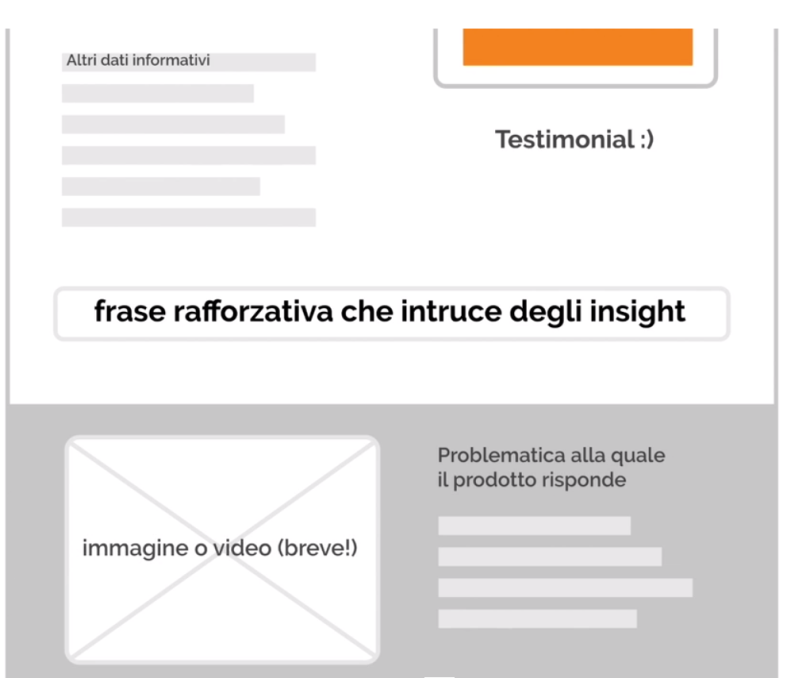 Altri dati informativi
Testimonial :)
frase rafforzativa che intruce degli insight
immagine o video (breve!)
Problematica alla quale
il prodotto risponde